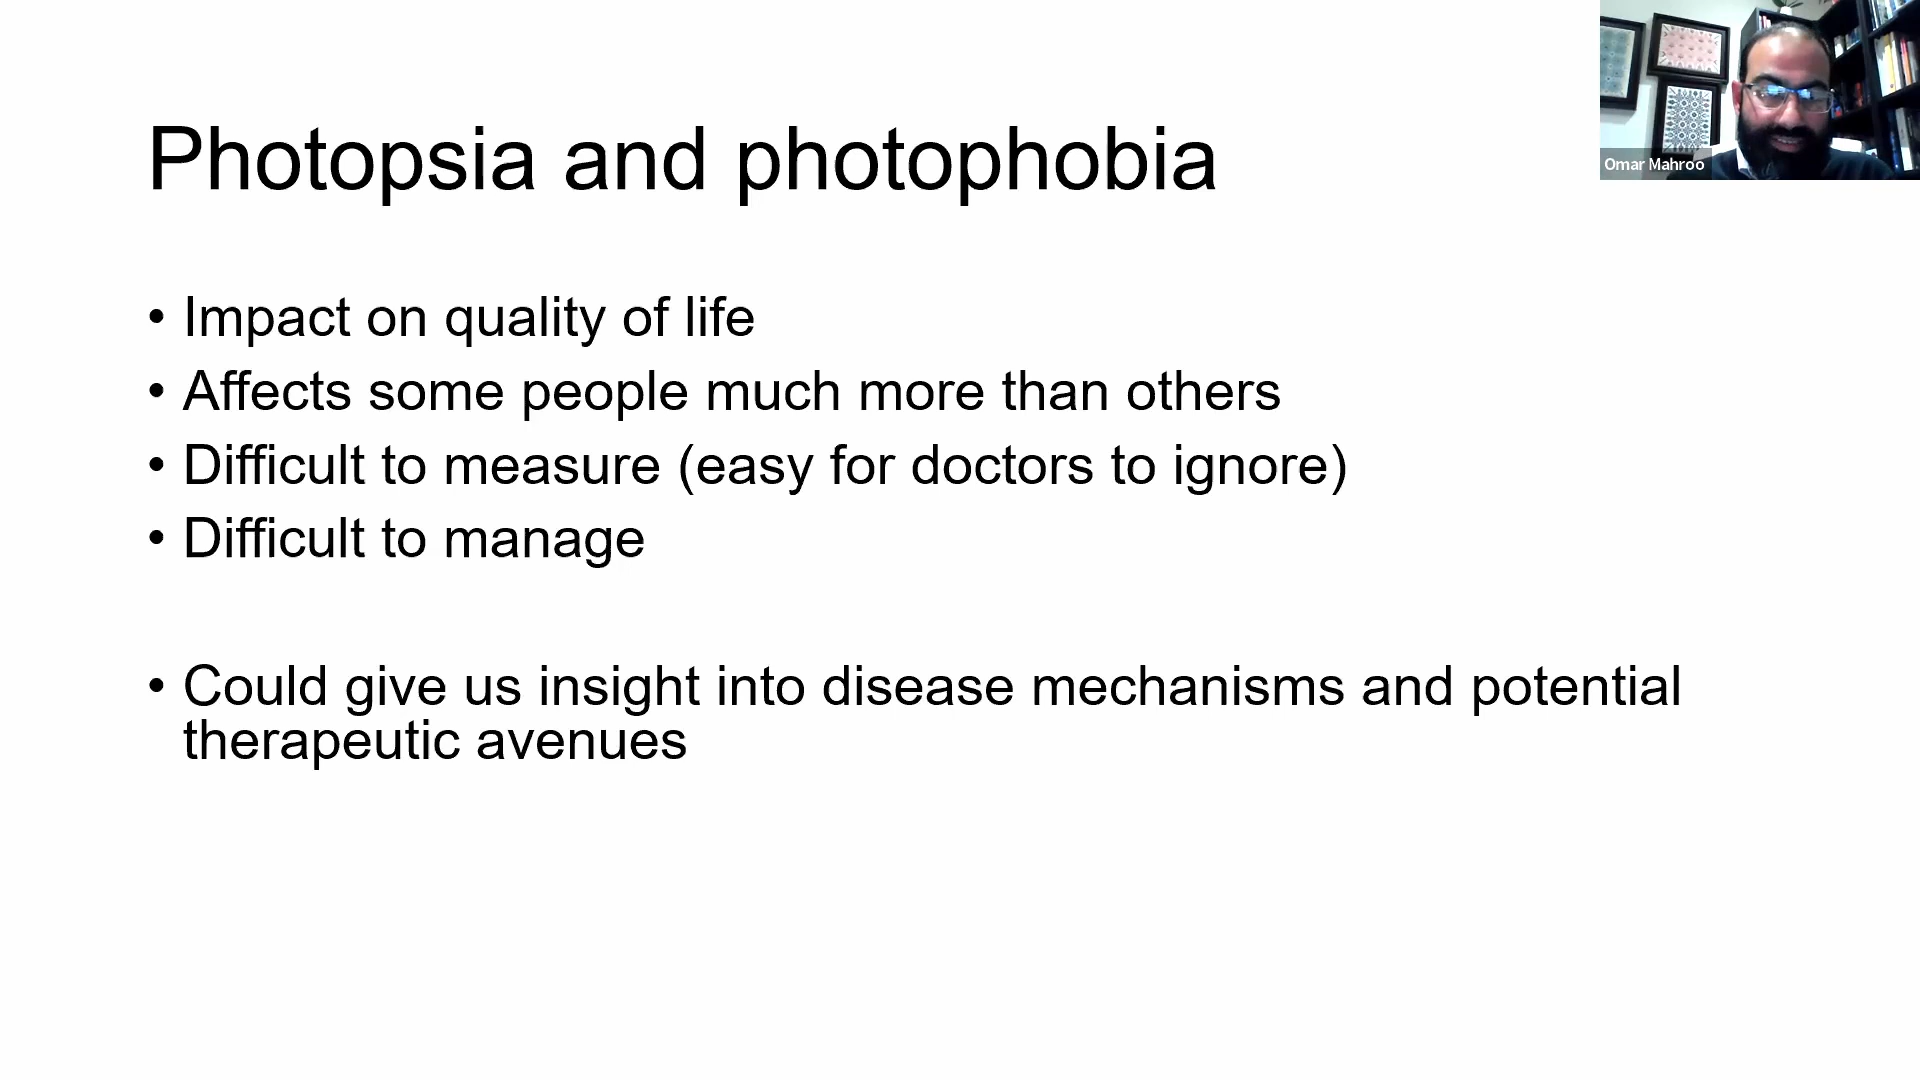 Photopsia and photophobia
Omar Mahroo
• Impact on quality of life
• Affects some people much more than others
• Difficult to measure (easy for doctors to ignore)
• Difficult to manage
• Could give us insight into disease mechanisms and potential
therapeutic avenues